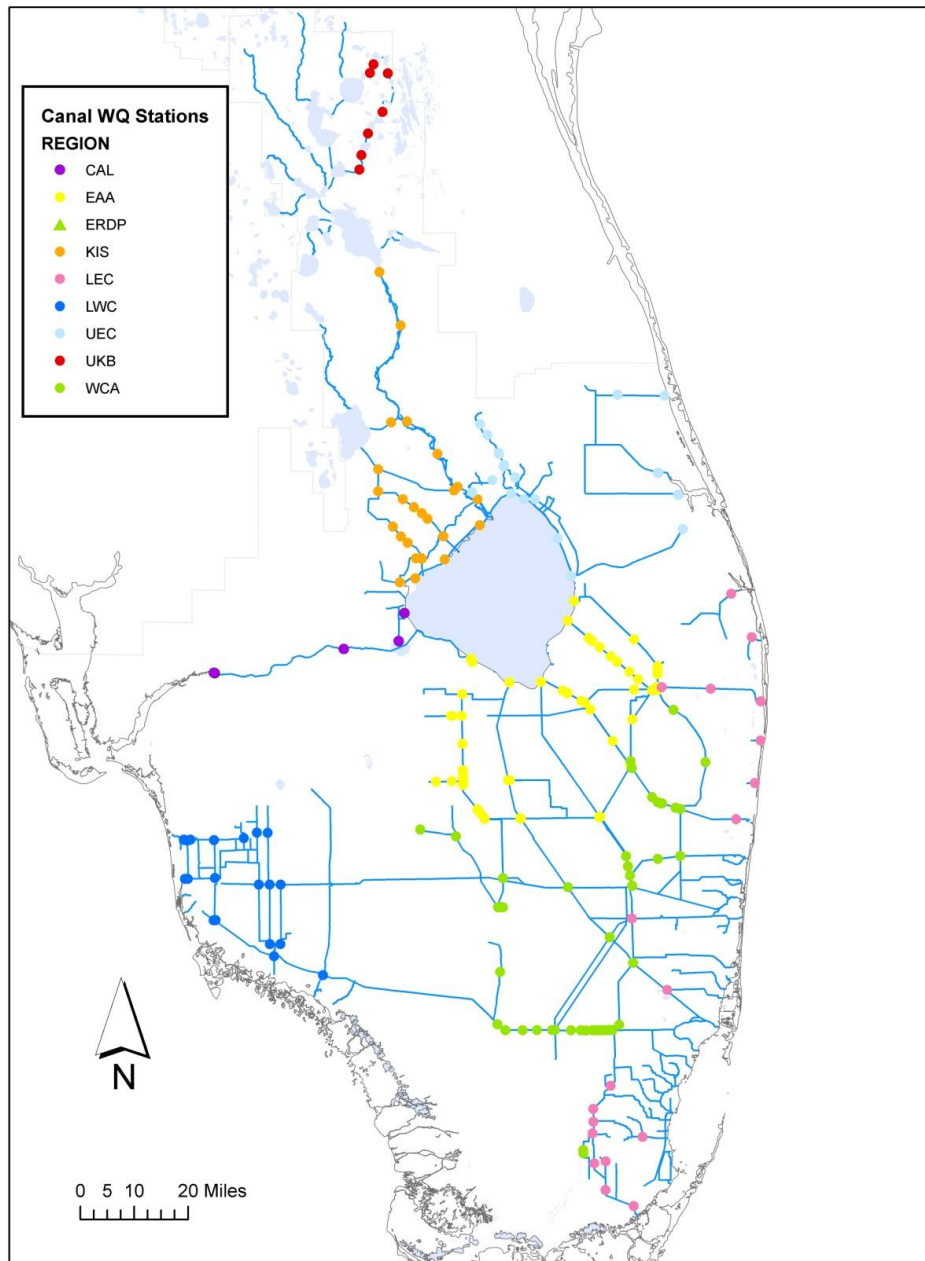 Canal WQ Stations
REGION
CAL
EAA
ERDP
KIS
LEC
LWC
UEC
UKB
WCA
N
0 5 10 20 Miles